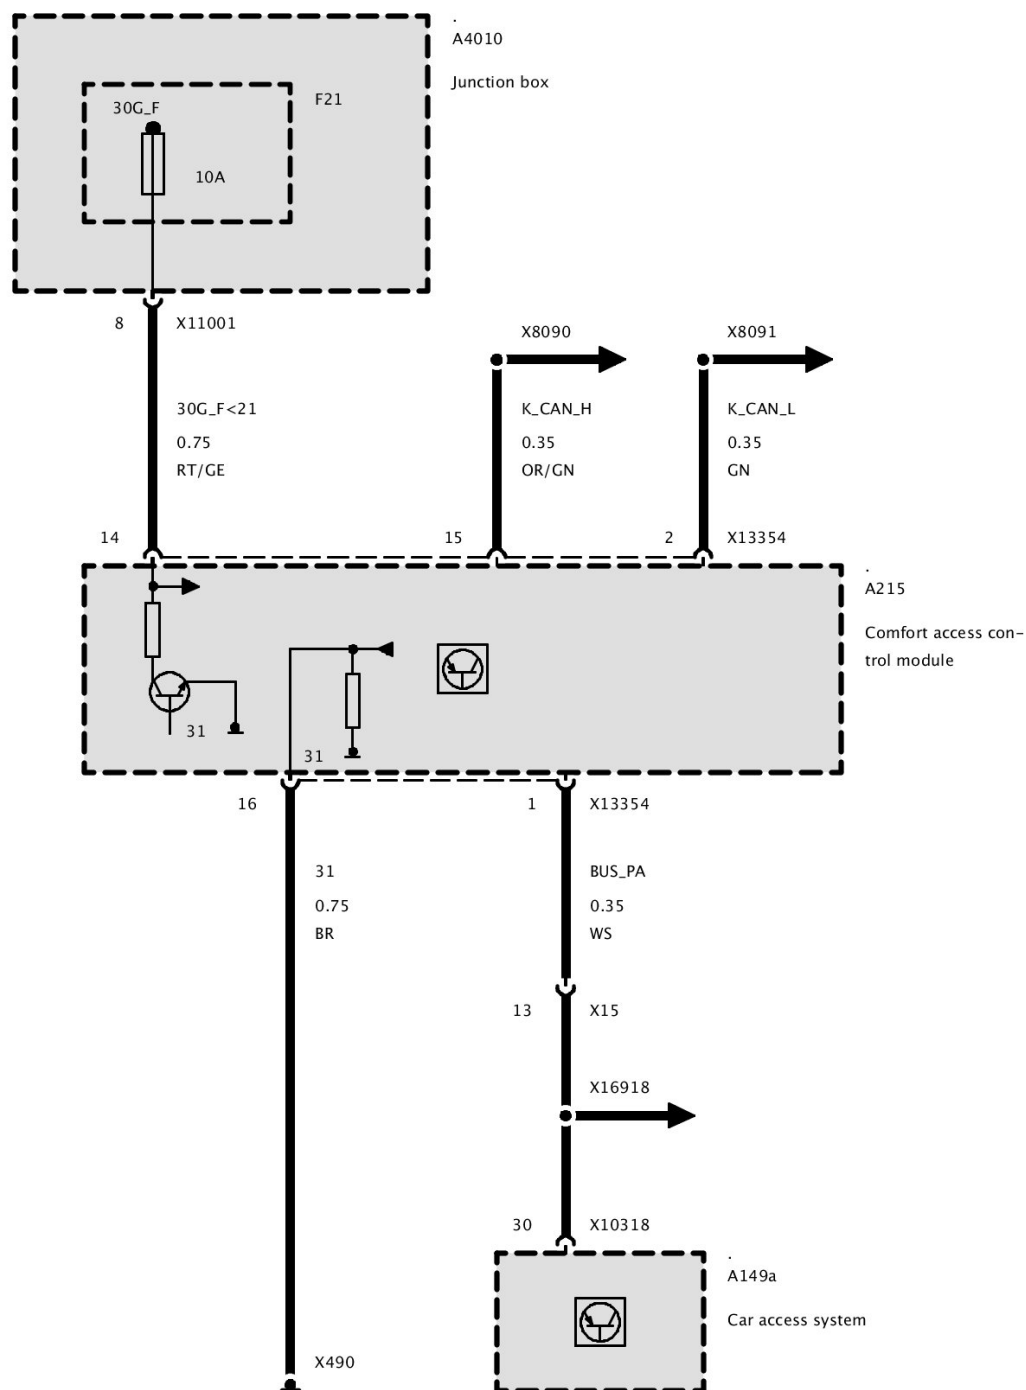 .
A4010
Junction box
F21
30G_F
10A
8 X11001
X8090
X8091
30G_F<21
0.75
RT/GE
K_CAN_H
0.35
OR/GN
K_CAN_L
0.35
GN
14
15
2 X13354
.
A215
Comfort access con-
trol module
31
31
16
1 X13354
31
0.75
BR
BUS_PA
0.35
WS
13 X15
X16918
30 X10318
.
A149a
Car access system
X490